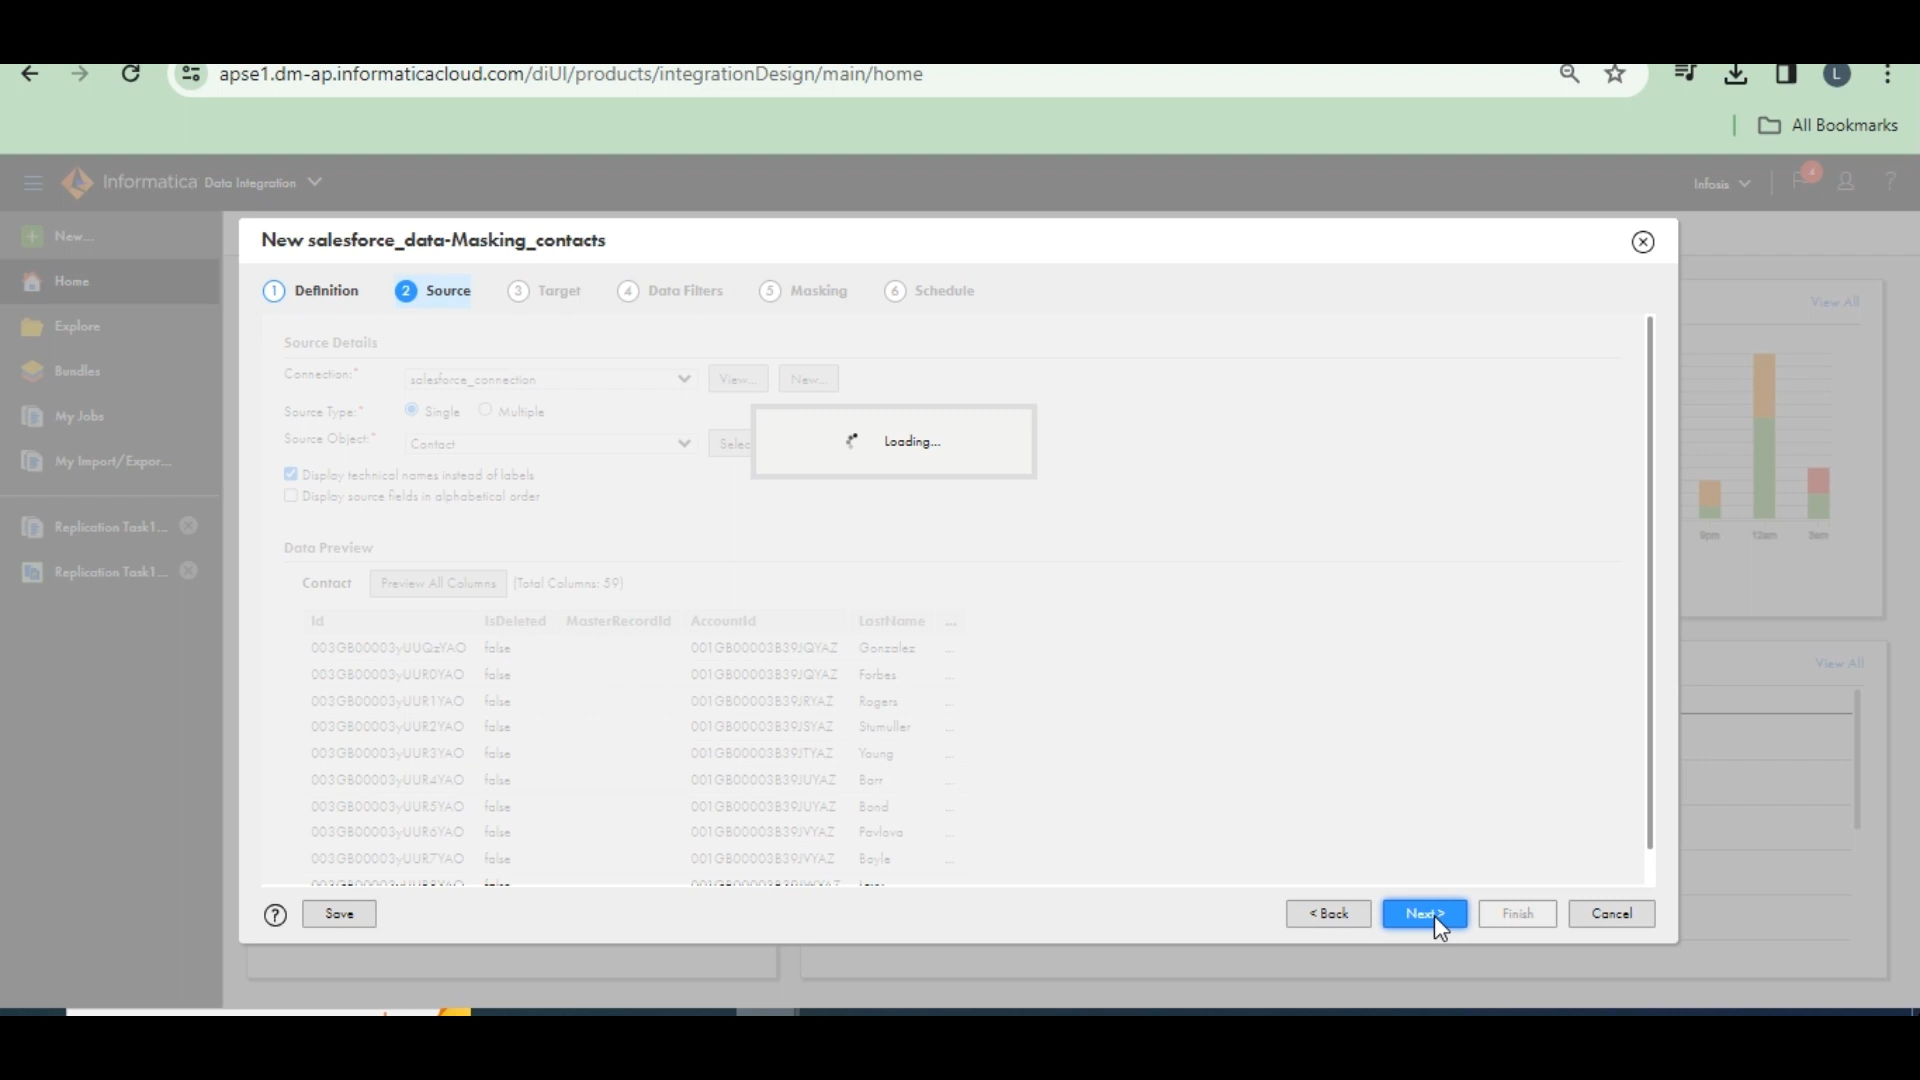 apse1.dm-ap.informaticacloud.com/diUI/products/integrationDesign/main/home
L
All Bookmarks
Informatica Data Integration
Infosis
4
?
New...
Home
Explore
Bundles
My Jobs
My Import/Expor...
Replication Task1...
Replication Task1...
New salesforce_data-Masking_contacts
1 Definition 2 Source 3 Target 4 Data Filters 5 Masking 6 Schedule
Source Details
Connection:* salesforce_connection View... New...
Source Type:* Single Multiple
Source Object:* Contact Selec
Loading...
Display technical names instead of labels
Display source fields in alphabetical order
Data Preview
Contact Preview All Columns (Total Columns: 59)
Id IsDeleted MasterRecordId AccountId LastName ...
003GB00003yUUQzYAO false 001GB00003B39JQYAZ Gonzalez ...
003GB00003yUUR0YAO false 001GB00003B39JQYAZ Forbes ...
003GB00003yUUR1YAO false 001GB00003B39JRYAZ Rogers ...
003GB00003yUUR2YAO false 001GB00003B39JSYAZ Stumuller ...
003GB00003yUUR3YAO false 001GB00003B39JTYAZ Young ...
003GB00003yUUR4YAO false 001GB00003B39JUYAZ Barr ...
003GB00003yUUR5YAO false 001GB00003B39JUYAZ Bond ...
003GB00003yUUR6YAO false 001GB00003B39JVYAZ Pavlova ...
003GB00003yUUR7YAO false 001GB00003B39JVYAZ Boyle ...
? Save < Back Next > Finish Cancel
View All
9pm 12am 3am
View All